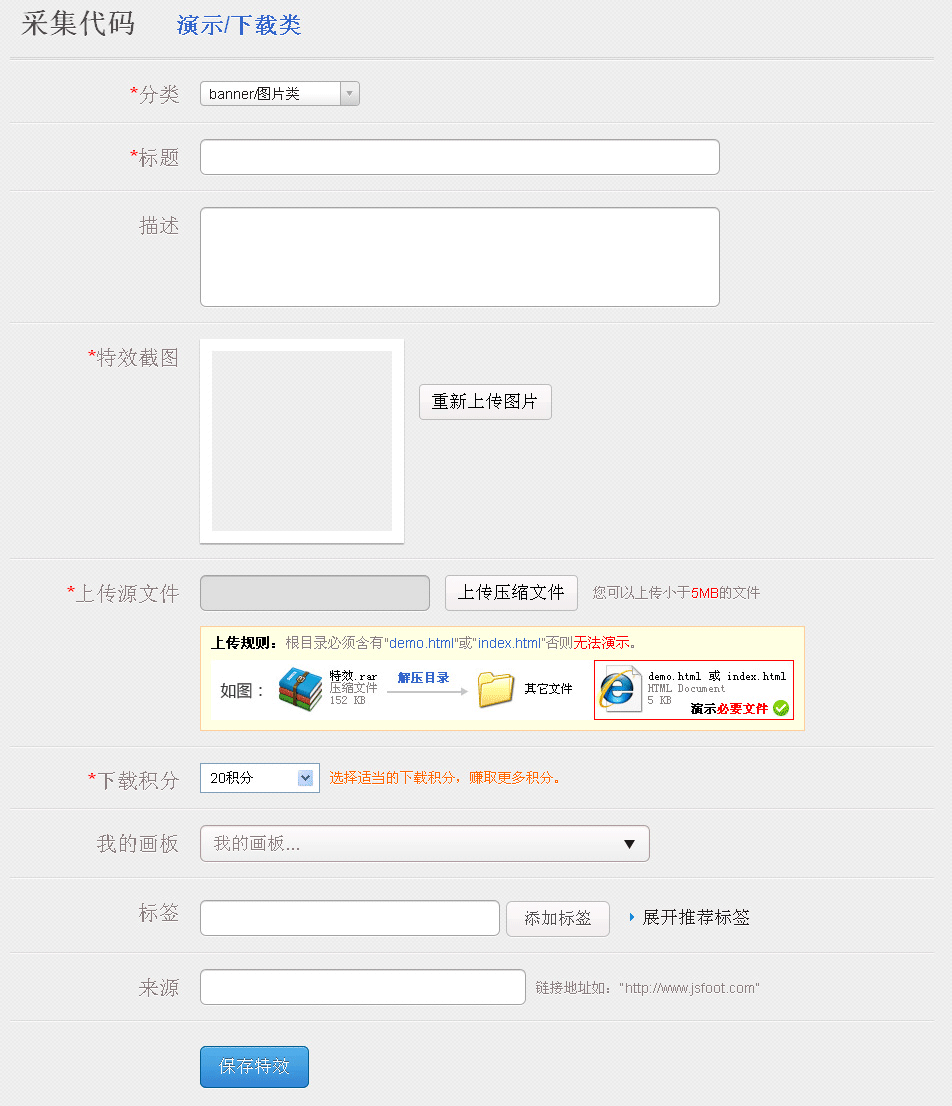 采集代码 演示/下载类
*分类 banner/图片类
*标题
描述
*特效截图 重新上传图片
*上传源文件 上传压缩文件 您可以上传小于5MB的文件
上传规则：根目录必须含有"demo.html"或"index.html"否则无法演示。
如图： 特效.rar 压缩文件 152 KB 解压目录 其它文件 demo.html 或 index.html HTML Document 5 KB 演示必要文件
*下载积分 20积分 选择适当的下载积分，赚取更多积分。
我的画板 我的画板...
标签 添加标签 展开推荐标签
来源 链接地址如："http://www.jsfoot.com"
保存特效